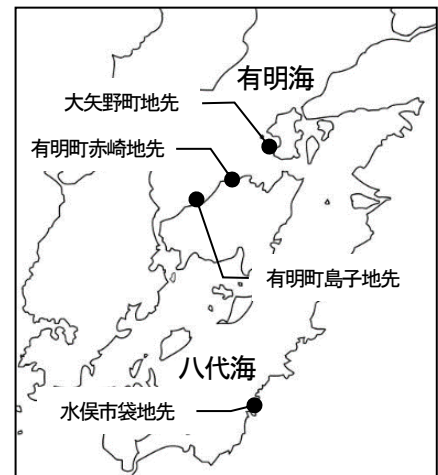 有明海
大矢野町地先
有明町赤崎地先
有明町島子地先
八代海
水俣市袋地先